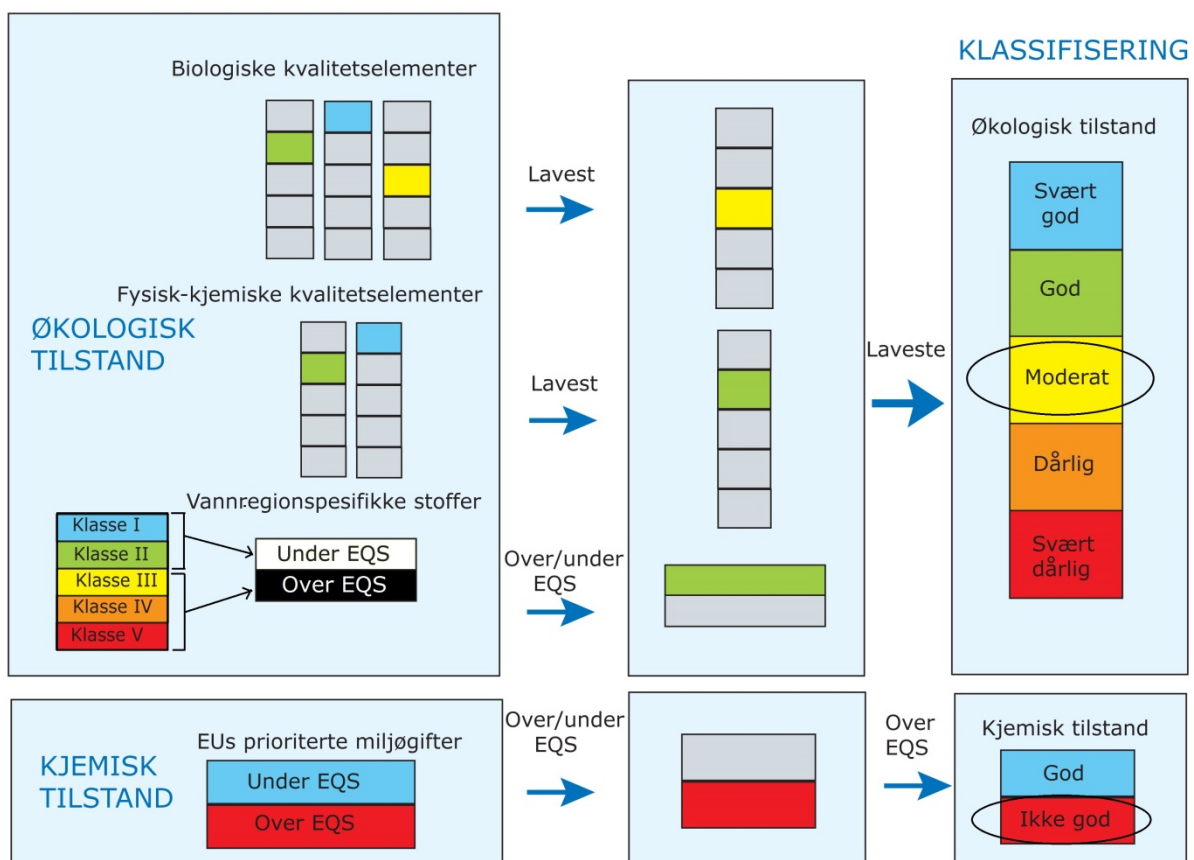 KLASSIFISERING
Biologiske kvalitetselementer
Økologisk tilstand
Lavest
Svært
god
Fysisk-kjemiske kvalitetselementer
God
ØKOLOGISK
TILSTAND
Laveste
Lavest
Moderat
Dårlig
Vannregionspesifikke stoffer
Klasse I
Klasse II
Klasse III
Klasse IV
Klasse V
Under EQS
Over EQS
Over/under
EQS
Svært
dårlig
KJEMISK
TILSTAND
EUs prioriterte miljøgifter
Under EQS
Over EQS
Over/under
EQS
Over
EQS
Kjemisk tilstand
God
Ikke god